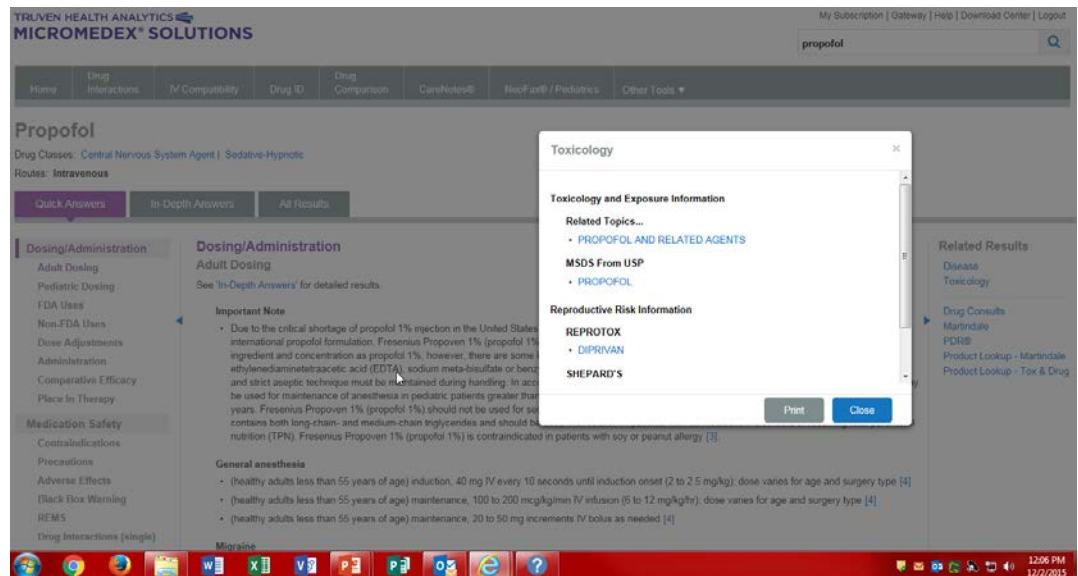 TRUVEN HEALTH ANALYTICS
MICROMEDEX® SOLUTIONS
My Subscription | Gateway | Help | Download Center | Logout
propofol
Home
Drug Interactions
IV Compatibility
Drug ID
Drug Comparison
CareNotes®
NeoFax® / Pediatrics
Other Tools
Propofol
Drug Classes: Central Nervous System Agent | Sedative-Hypnotic
Routes: Intravenous
Quick Answers
In-Depth Answers
All Results
Dosing/Administration
Adult Dosing
Pediatric Dosing
FDA Uses
Non-FDA Uses
Dose Adjustments
Administration
Comparative Efficacy
Place In Therapy
Medication Safety
Contraindications
Precautions
Adverse Effects
Black Box Warning
REMS
Drug Interactions (single)
Dosing/Administration
Adult Dosing
See 'In-Depth Answers' for detailed results.
Important Note
• Due to the critical shortage of propofol 1% injection in the United States
international propofol formulation. Fresenius Propoven 1% (propofol 1%
ingredient and concentration as propofol 1%, however, there are some
ethylenediaminetetraacetic acid (EDTA), sodium meta-bisulfate or benz
and strict aseptic technique must be maintained during handling. In acc
be used for maintenance of anesthesia in pediatric patients greater than
years. Fresenius Propoven 1% (propofol 1%) should not be used for se
contains both long-chain- and medium-chain triglycerides and should be
nutrition (TPN). Fresenius Propoven 1% (propofol 1%) is contraindicated in patients with soy or peanut allergy [3].
General anesthesia
• (healthy adults less than 55 years of age) induction, 40 mg IV every 10 seconds until induction onset (2 to 2.5 mg/kg); dose varies for age and surgery type [4]
• (healthy adults less than 55 years of age) maintenance, 100 to 200 mcg/kg/min IV infusion (6 to 12 mg/kg/hr); dose varies for age and surgery type [4]
• (healthy adults less than 55 years of age) maintenance, 20 to 50 mg increments IV bolus as needed [4]
Migraine
Toxicology
Toxicology and Exposure Information
Related Topics...
• PROPOFOL AND RELATED AGENTS
MSDS From USP
• PROPOFOL
Reproductive Risk Information
REPROTOX
• DIPRIVAN
SHEPARD'S
Print
Close
Related Results
Disease
Toxicology
Drug Consults
Martindale
PDR®
Product Lookup - Martindale
Product Lookup - Tox & Drug
12:06 PM
12/2/2015